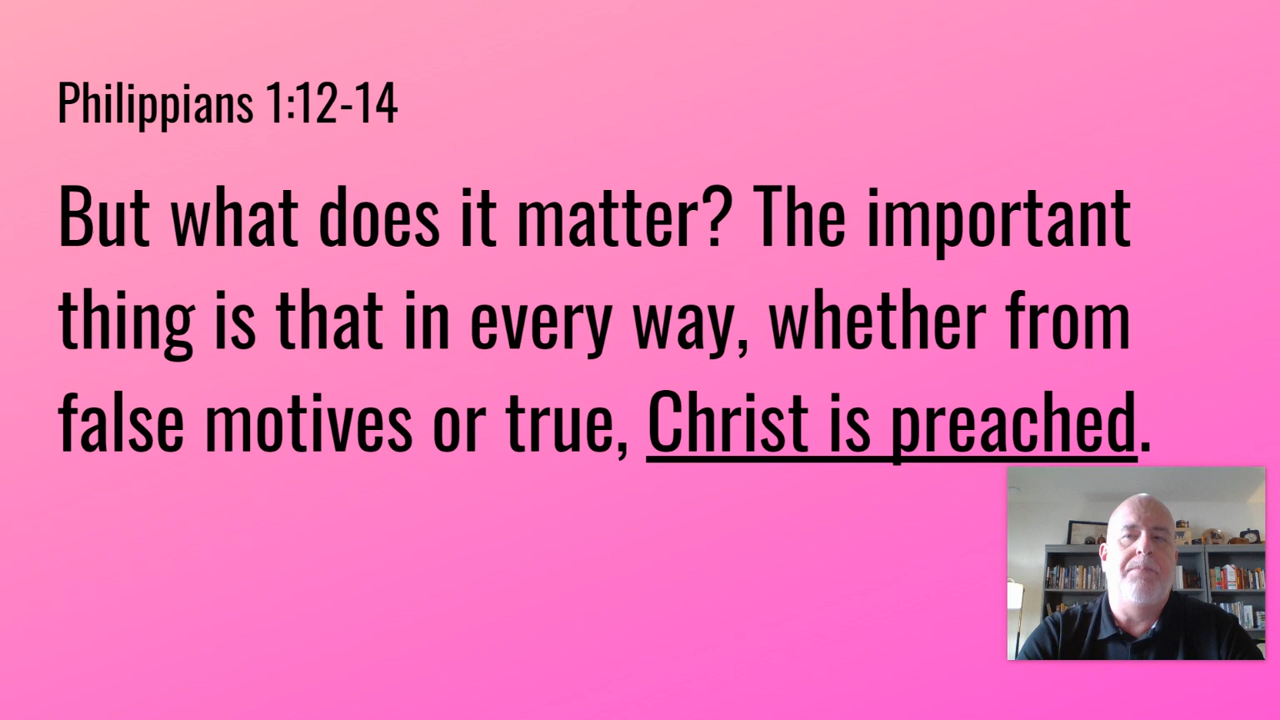 Philippians 1:12-14
But what does it matter? The important
thing is that in every way, whether from
false motives or true, Christ is preached.